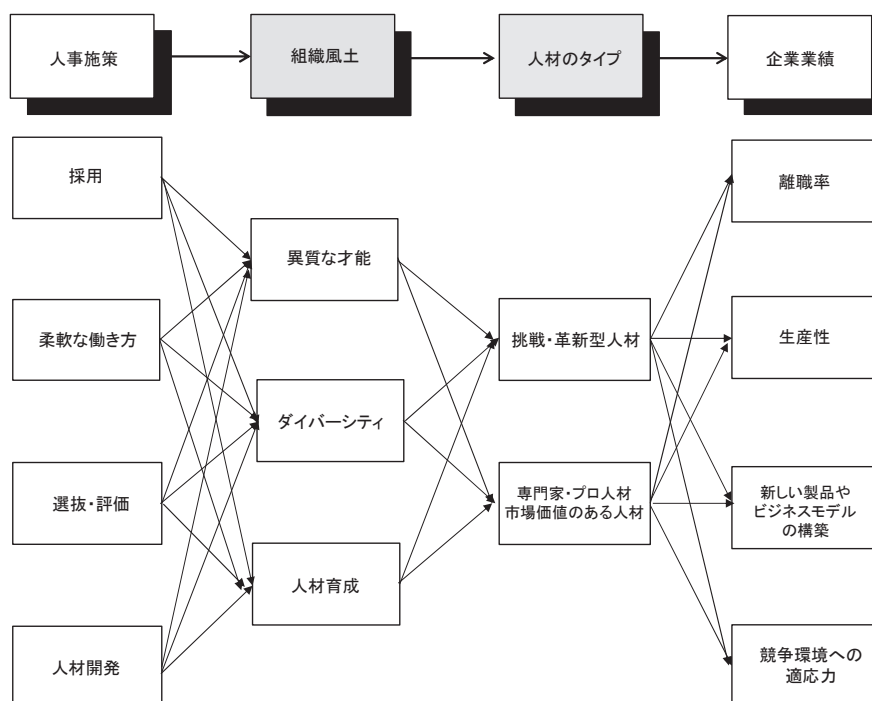 人事施策
組織風土
人材のタイプ
企業業績
採用
柔軟な働き方
選抜・評価
人材開発
異質な才能
ダイバーシティ
人材育成
挑戦・革新型人材
専門家・プロ人材
市場価値のある人材
離職率
生産性
新しい製品や
ビジネスモデル
の構築
競争環境への
適応力